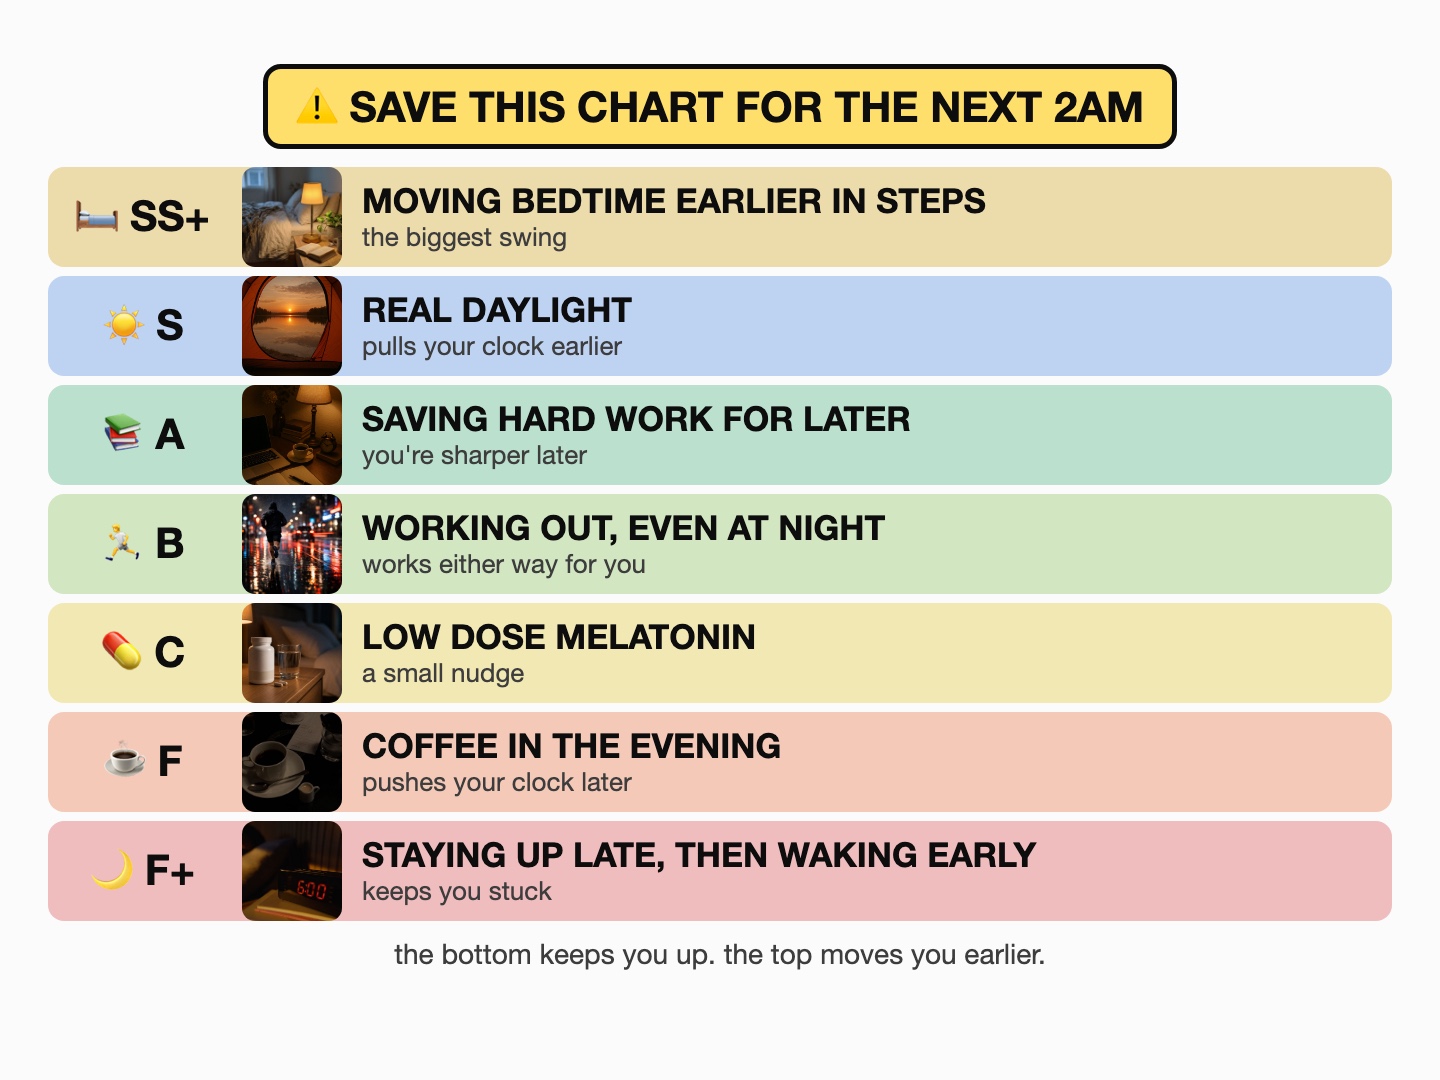 ⚠️ SAVE THIS CHART FOR THE NEXT 2AM
SS+
MOVING BEDTIME EARLIER IN STEPS
the biggest swing
S
REAL DAYLIGHT
pulls your clock earlier
A
SAVING HARD WORK FOR LATER
you're sharper later
B
WORKING OUT, EVEN AT NIGHT
works either way for you
C
LOW DOSE MELATONIN
a small nudge
F
COFFEE IN THE EVENING
pushes your clock later
F+
6:00
STAYING UP LATE, THEN WAKING EARLY
keeps you stuck
the bottom keeps you up. the top moves you earlier.